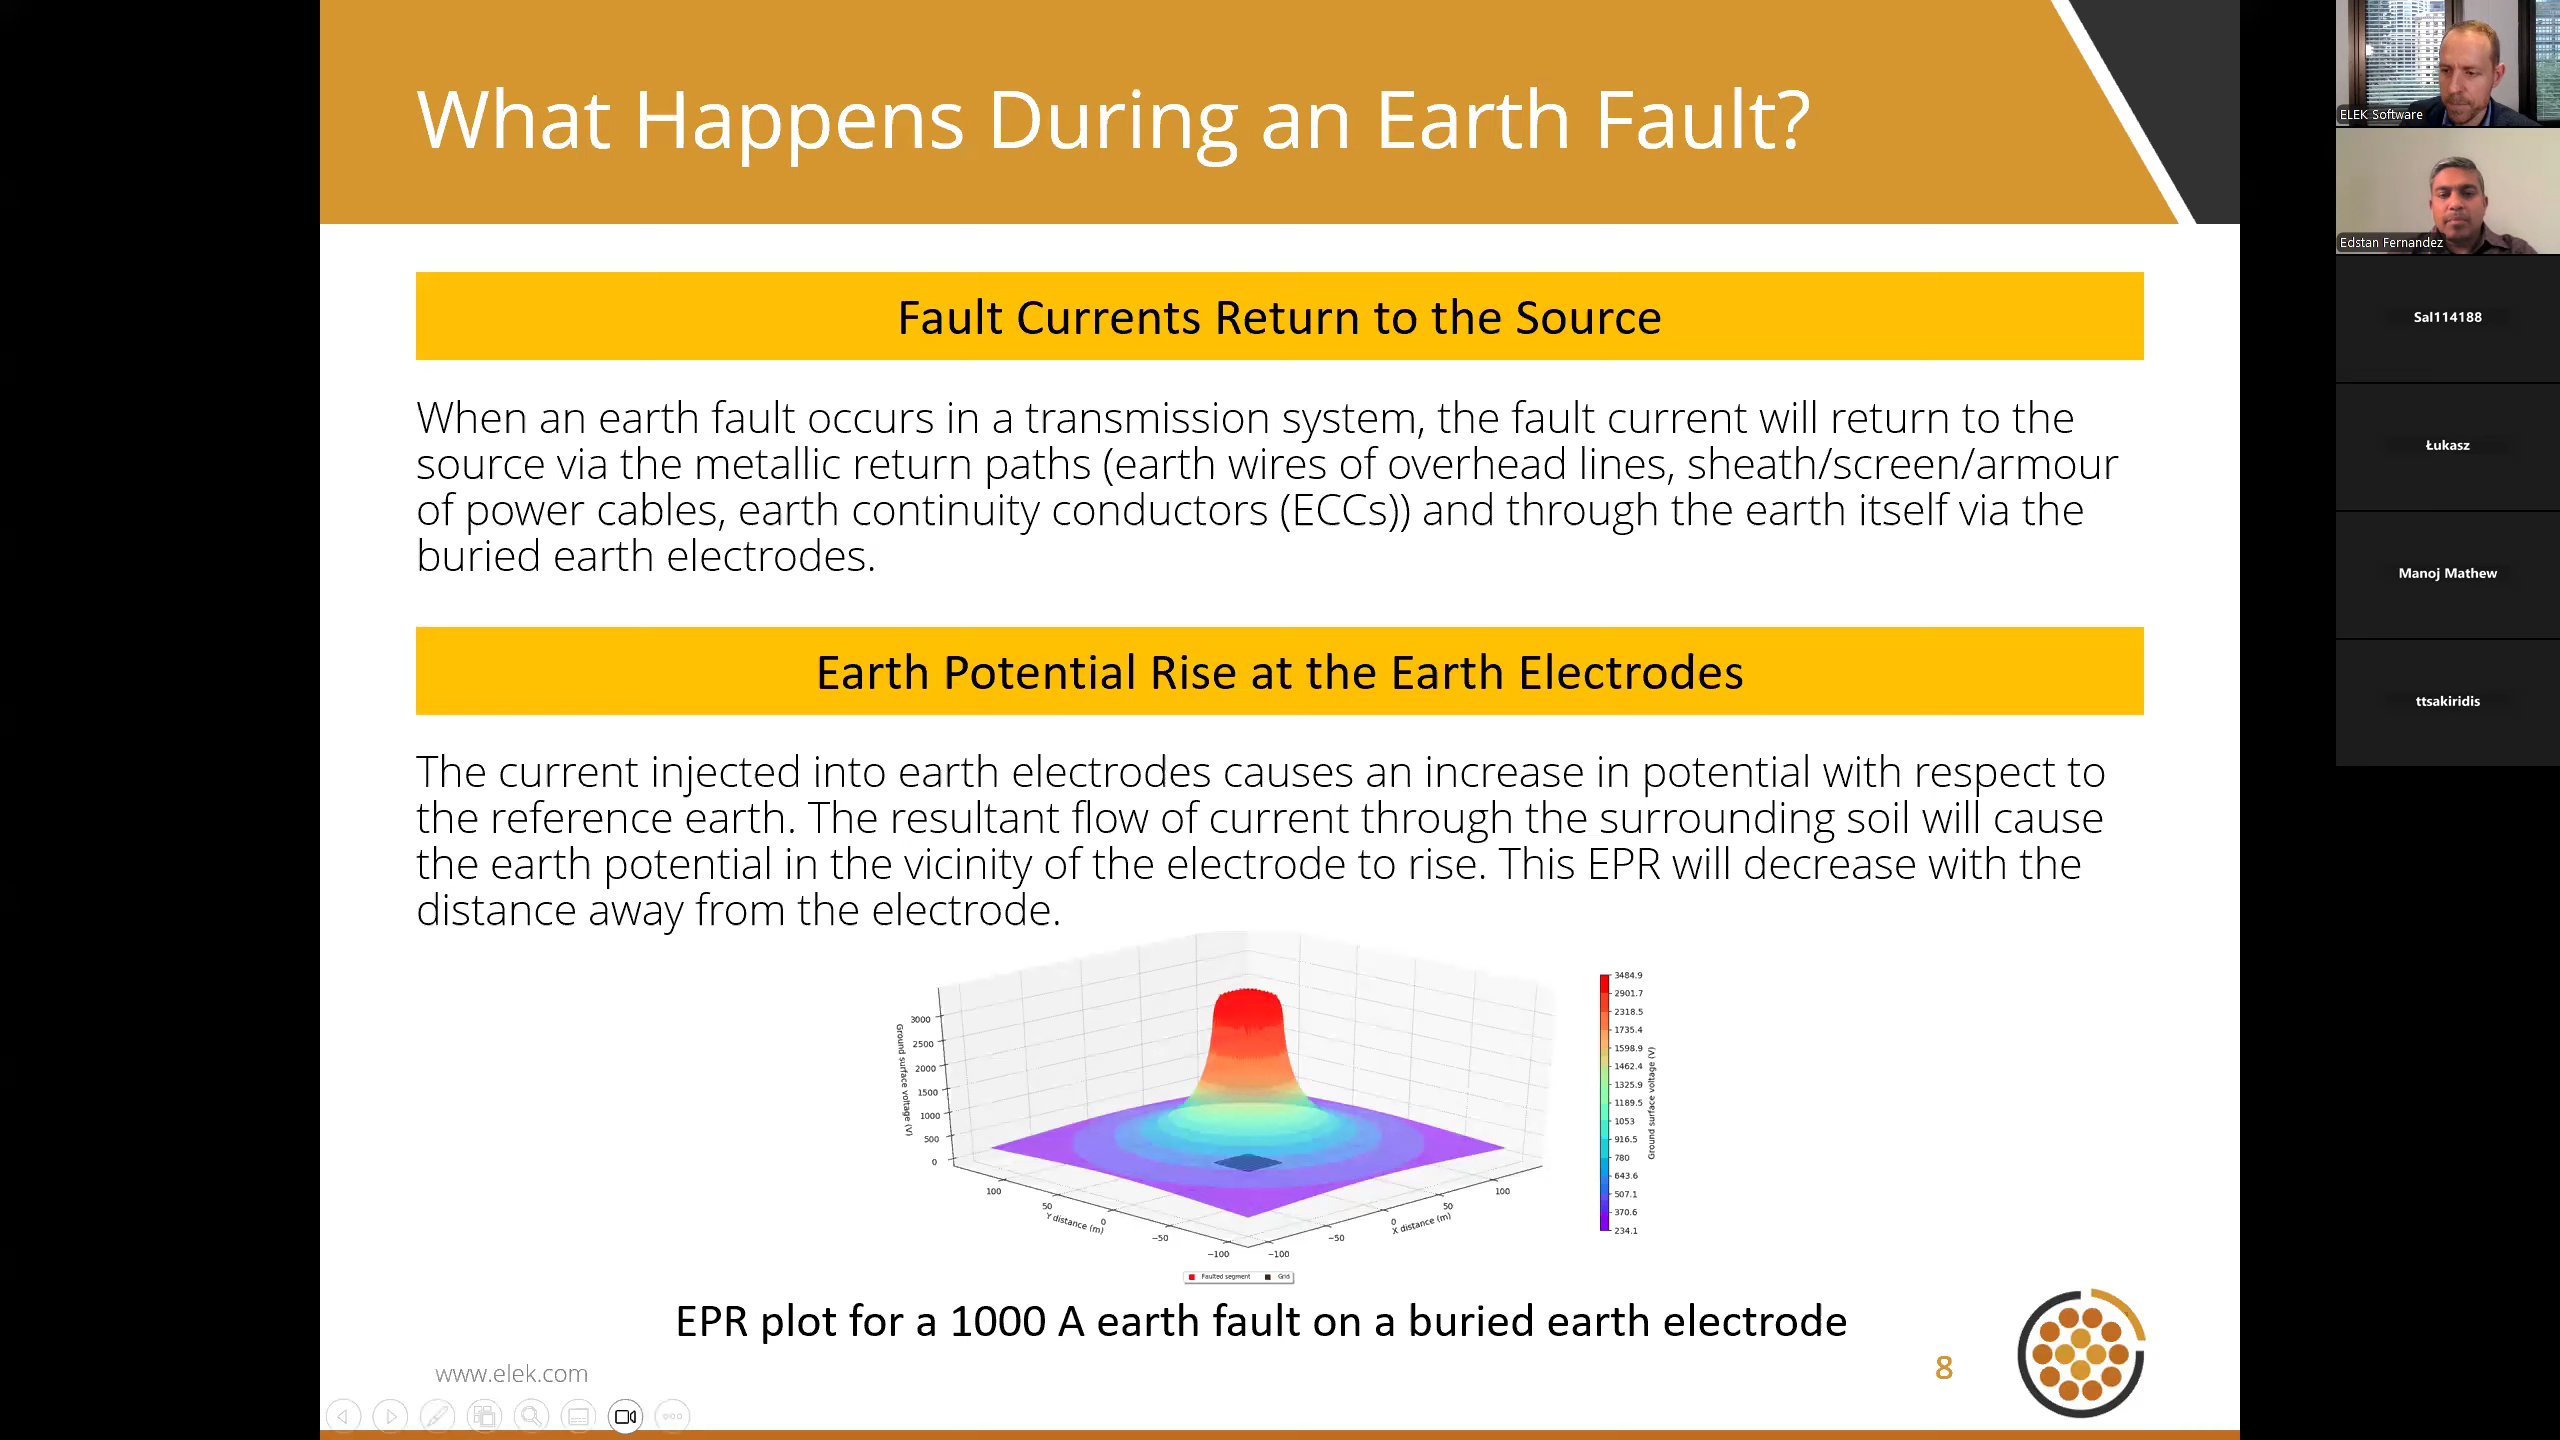 What Happens During an Earth Fault?
Fault Currents Return to the Source
When an earth fault occurs in a transmission system, the fault current will return to the
source via the metallic return paths (earth wires of overhead lines, sheath/screen/armour
of power cables, earth continuity conductors (ECCs)) and through the earth itself via the
buried earth electrodes.
Earth Potential Rise at the Earth Electrodes
The current injected into earth electrodes causes an increase in potential with respect to
the reference earth. The resultant flow of current through the surrounding soil will cause
the earth potential in the vicinity of the electrode to rise. This EPR will decrease with the
distance away from the electrode.
Ground surface voltage (V)
3000
2500
2000
1500
1000
500
0
100
50
0
−50
−100
Y distance (m)
−100
−50
0
50
100
X distance (m)
3484.9
2901.7
2318.5
1735.4
1598.9
1462.4
1325.9
1189.5
1053
916.5
780
643.6
507.1
370.6
234.1
Ground surface voltage (V)
Faulted segment Grid
EPR plot for a 1000 A earth fault on a buried earth electrode
www.elek.com
8
ELEK Software
Edstan Fernandez
Sal114188
Łukasz
Manoj Mathew
ttsakiridis